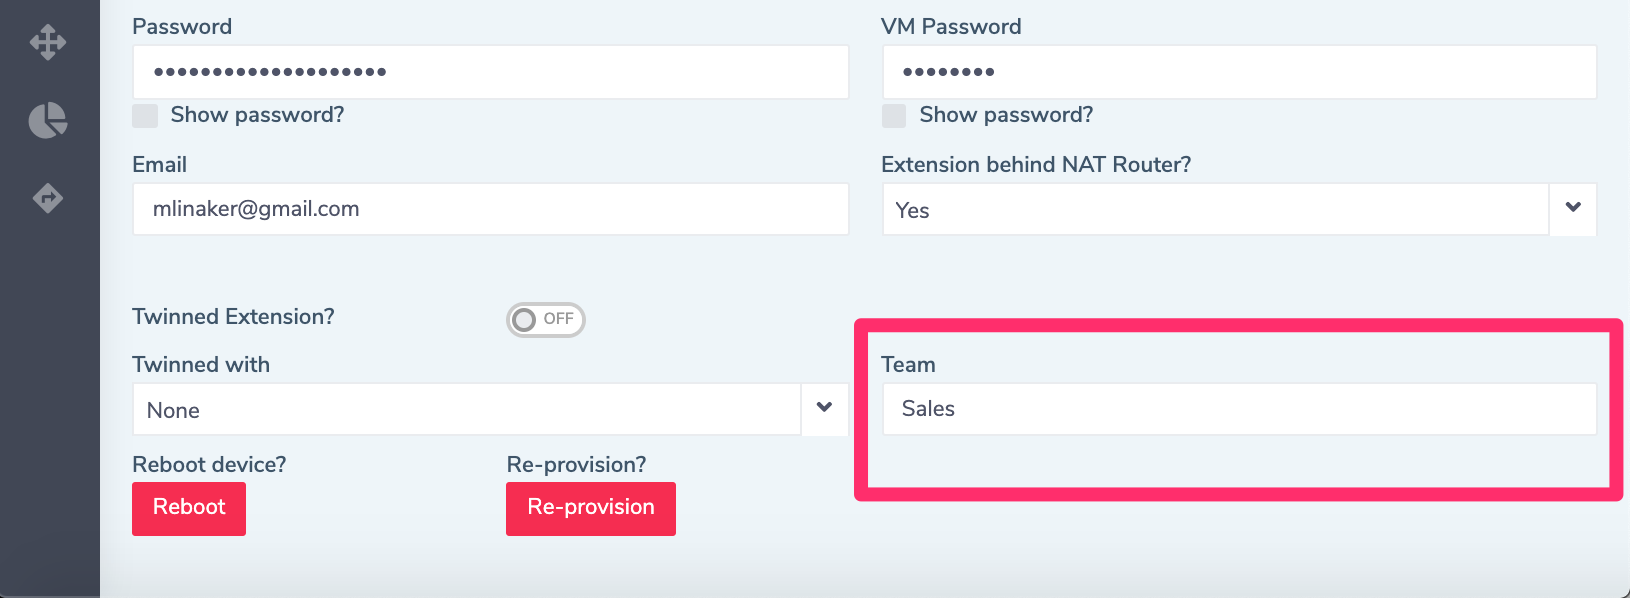 Password
VM Password
••••••••••••••••••••
••••••••
Show password?
Show password?
Email
Extension behind NAT Router?
mlinaker@gmail.com
Yes
Twinned Extension?
OFF
Twinned with
Team
None
Sales
Reboot device?
Re-provision?
Reboot
Re-provision